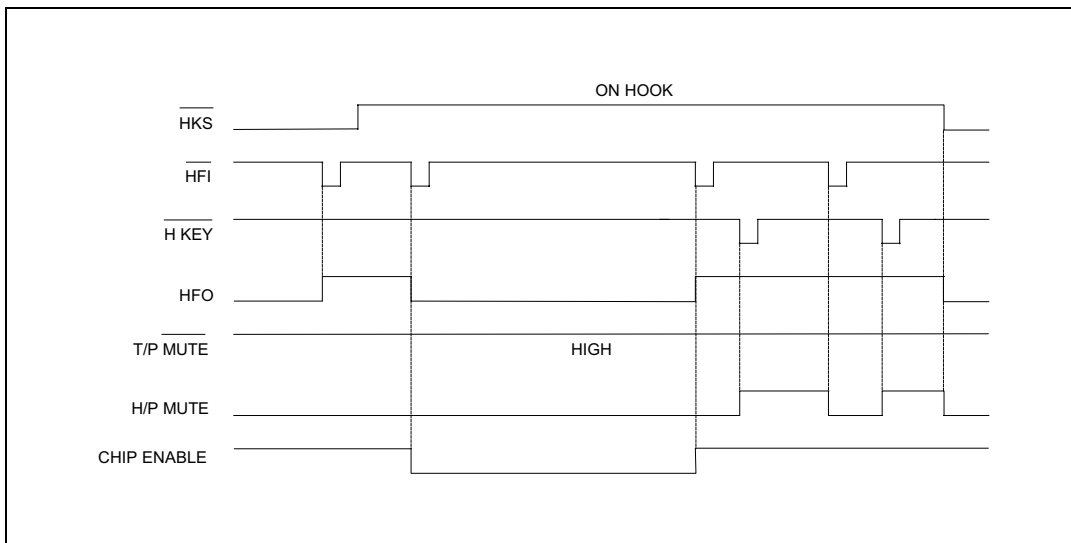 ON HOOK
HKS
HFI
H KEY
HFO
T/P MUTE
HIGH
H/P MUTE
CHIP ENABLE